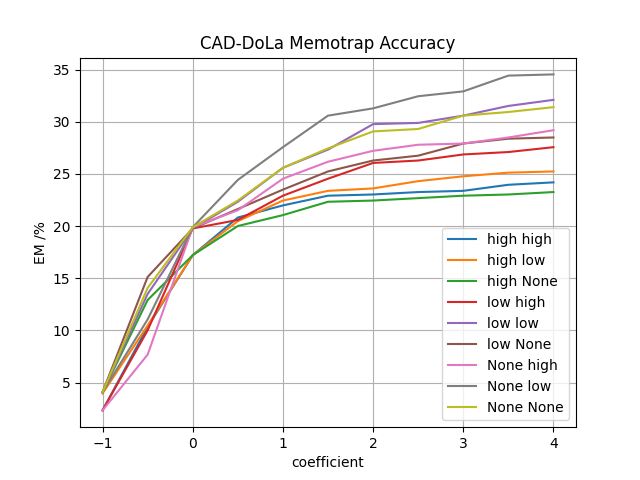 CAD-DoLa Memotrap Accuracy
EM /%
35
30
25
20
15
10
5
−1
0
1
2
3
4
coefficient
high high
high low
high None
low high
low low
low None
None high
None low
None None